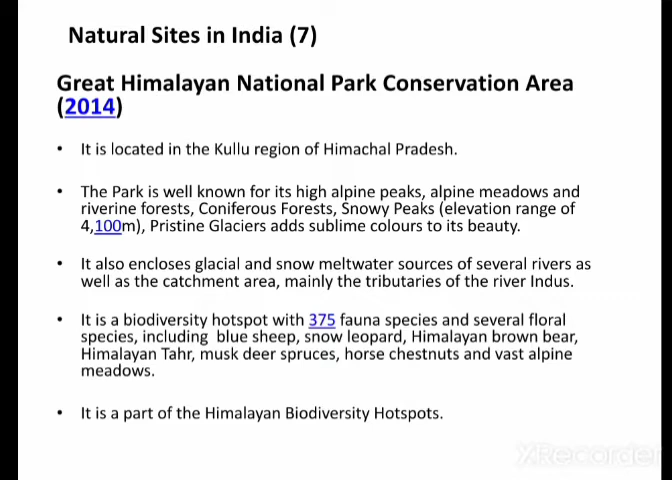 Natural Sites in India (7)
Great Himalayan National Park Conservation Area
(2014)
• It is located in the Kullu region of Himachal Pradesh.
• The Park is well known for its high alpine peaks, alpine meadows and
riverine forests, Coniferous Forests, Snowy Peaks (elevation range of
4,100m), Pristine Glaciers adds sublime colours to its beauty.
• It also encloses glacial and snow meltwater sources of several rivers as
well as the catchment area, mainly the tributaries of the river Indus.
• It is a biodiversity hotspot with 375 fauna species and several floral
species, including blue sheep, snow leopard, Himalayan brown bear,
Himalayan Tahr, musk deer spruces, horse chestnuts and vast alpine
meadows.
• It is a part of the Himalayan Biodiversity Hotspots.
XRecorder